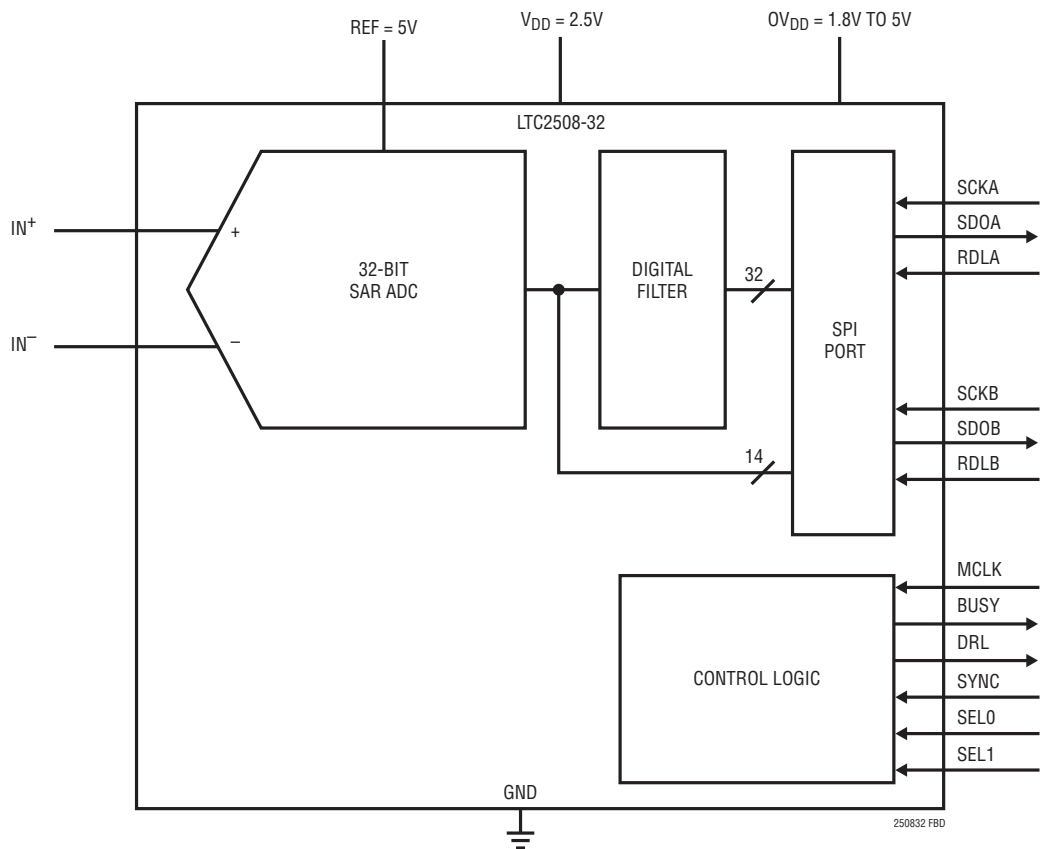 REF = 5V
VDD = 2.5V
OVDD = 1.8V TO 5V
LTC2508-32
IN+
IN–
+
–
32-BIT
SAR ADC
DIGITAL
FILTER
32
14
SPI
PORT
SCKA
SDOA
RDLA
SCKB
SDOB
RDLB
CONTROL LOGIC
MCLK
BUSY
DRL
SYNC
SEL0
SEL1
GND
250832 FBD